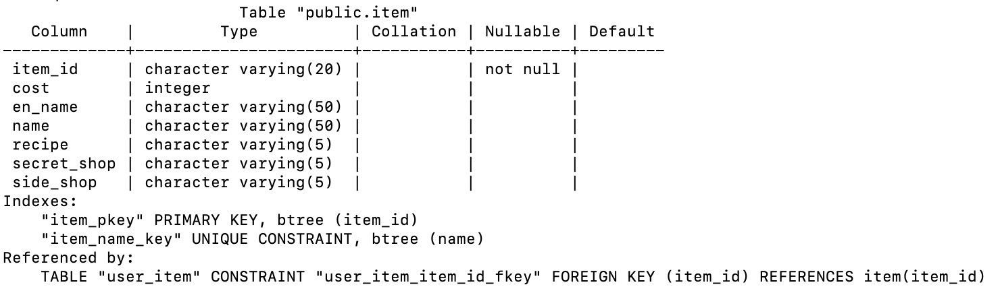 Table "public.item"
   Column    |         Type          | Collation | Nullable | Default
-------------+-----------------------+-----------+----------+---------
 item_id     | character varying(20) |           | not null |
 cost        | integer               |           |          |
 en_name     | character varying(50) |           |          |
 name        | character varying(50) |           |          |
 recipe      | character varying(5)  |           |          |
 secret_shop | character varying(5)  |           |          |
 side_shop   | character varying(5)  |           |          |
Indexes:
    "item_pkey" PRIMARY KEY, btree (item_id)
    "item_name_key" UNIQUE CONSTRAINT, btree (name)
Referenced by:
    TABLE "user_item" CONSTRAINT "user_item_item_id_fkey" FOREIGN KEY (item_id) REFERENCES item(item_id)